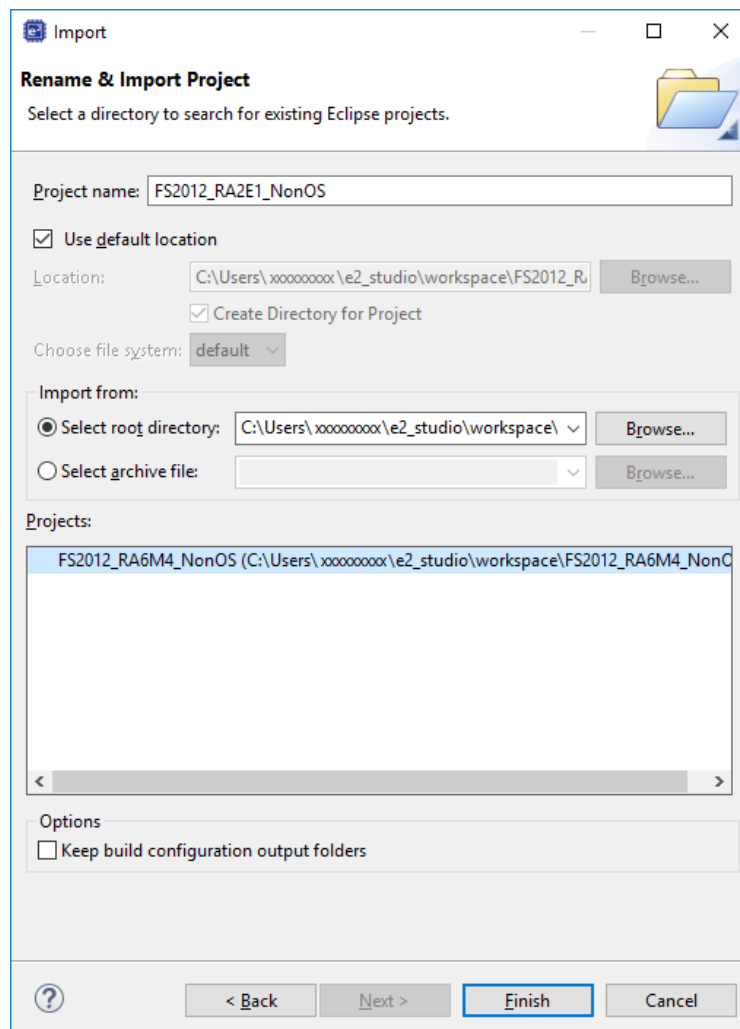 Import
Rename & Import Project
Select a directory to search for existing Eclipse projects.
Project name: FS2012_RA2E1_NonOS
Use default location
Location: C:\Users\xxxxxxxxx\e2_studio\workspace\FS2012_R Browse...
Create Directory for Project
Choose file system: default
Import from:
Select root directory: C:\Users\xxxxxxxxx\e2_studio\workspace\ Browse...
Select archive file: Browse...
Projects:
FS2012_RA6M4_NonOS (C:\Users\xxxxxxxxx\e2_studio\workspace\FS2012_RA6M4_NonO
Options
Keep build configuration output folders
? < Back Next > Finish Cancel